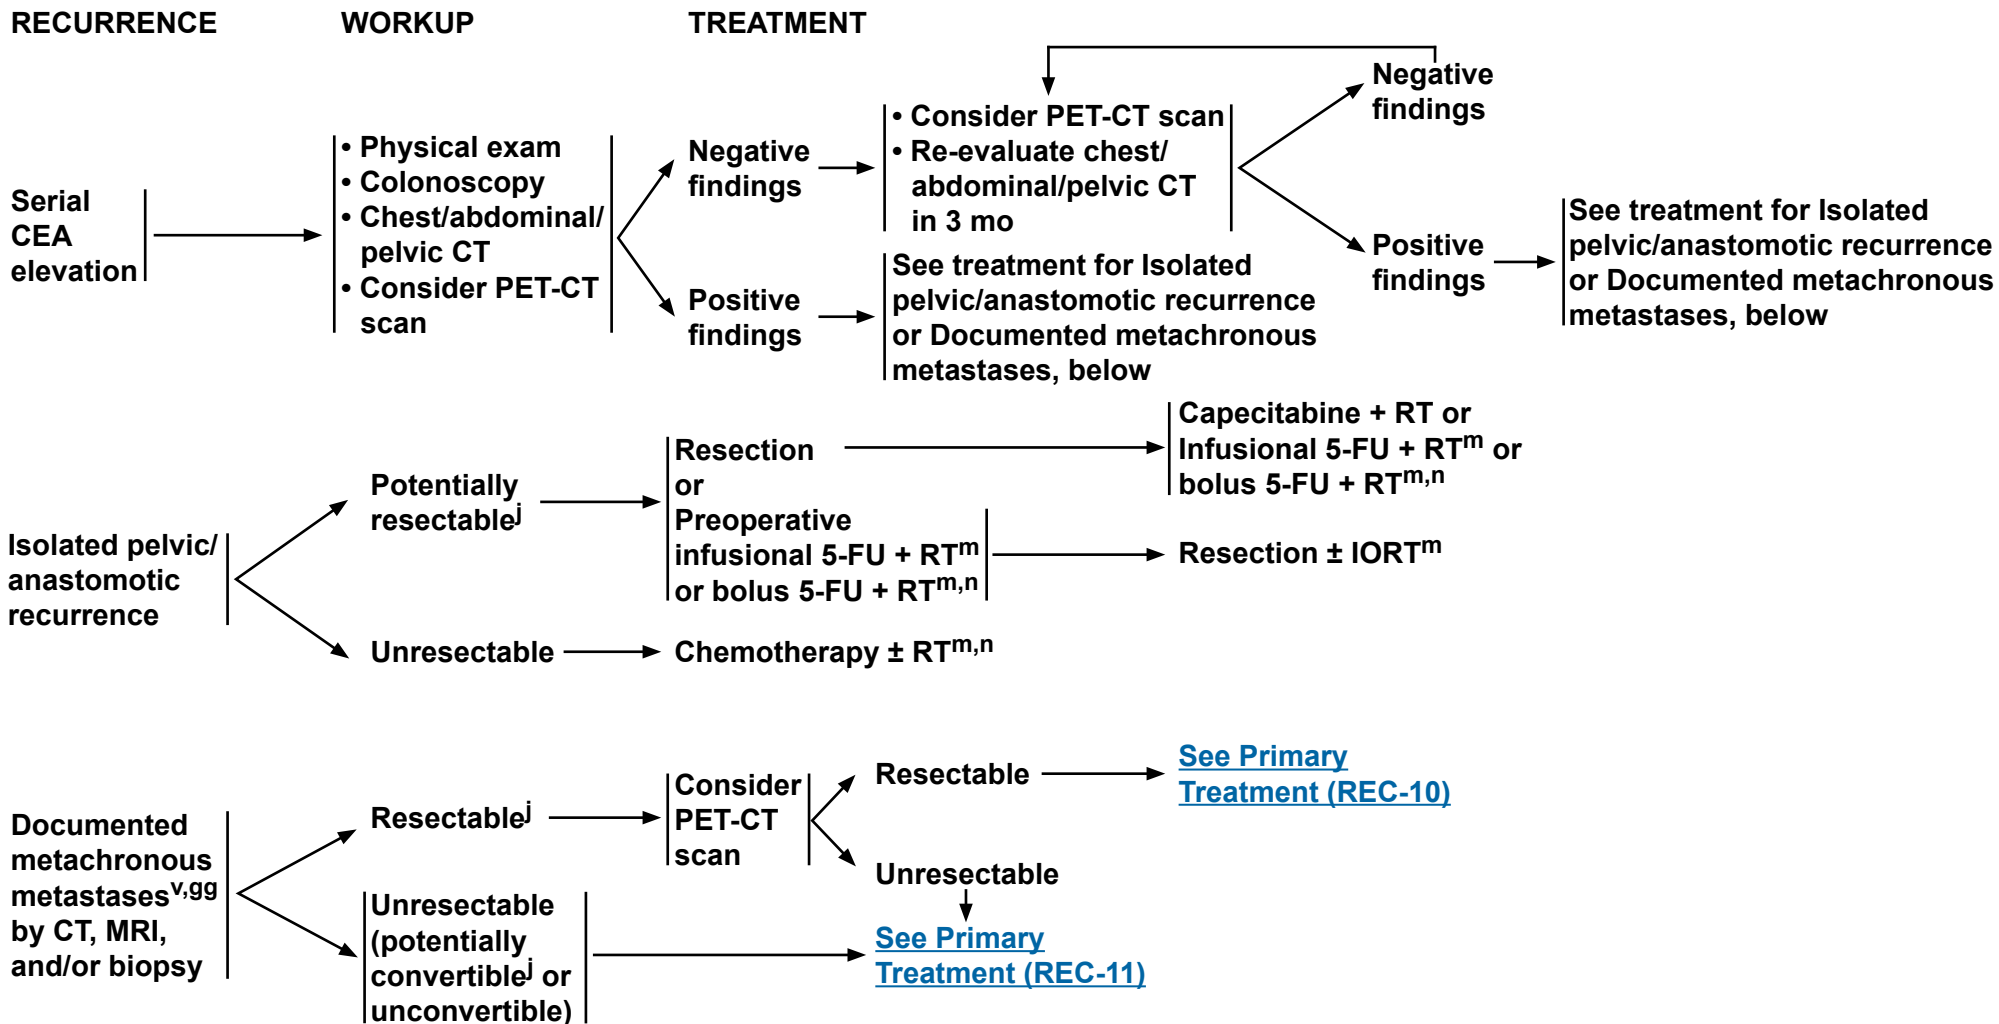 RECURRENCE WORKUP TREATMENT
Serial
CEA
elevation
• Physical exam
• Colonoscopy
• Chest/abdominal/
pelvic CT
• Consider PET-CT
scan
Negative
findings
• Consider PET-CT scan
• Re-evaluate chest/
abdominal/pelvic CT
in 3 mo
Negative
findings
Positive
findings
See treatment for Isolated
pelvic/anastomotic recurrence
or Documented metachronous
metastases, below
Positive
findings
See treatment for Isolated
pelvic/anastomotic recurrence
or Documented metachronous
metastases, below
Isolated pelvic/
anastomotic
recurrence
Potentially
resectablej
Resection
or
Preoperative
infusional 5-FU + RTm
or bolus 5-FU + RTm,n
Capecitabine + RT or
Infusional 5-FU + RTm or
bolus 5-FU + RTm,n
Resection ± IORTm
Unresectable
Chemotherapy ± RTm,n
Documented
metachronous
metastasesv,gg
by CT, MRI,
and/or biopsy
Resectablej
Consider
PET-CT
scan
Resectable
See Primary
Treatment (REC-10)
Unresectable
Unresectable
(potentially
convertiblej or
unconvertible)
See Primary
Treatment (REC-11)